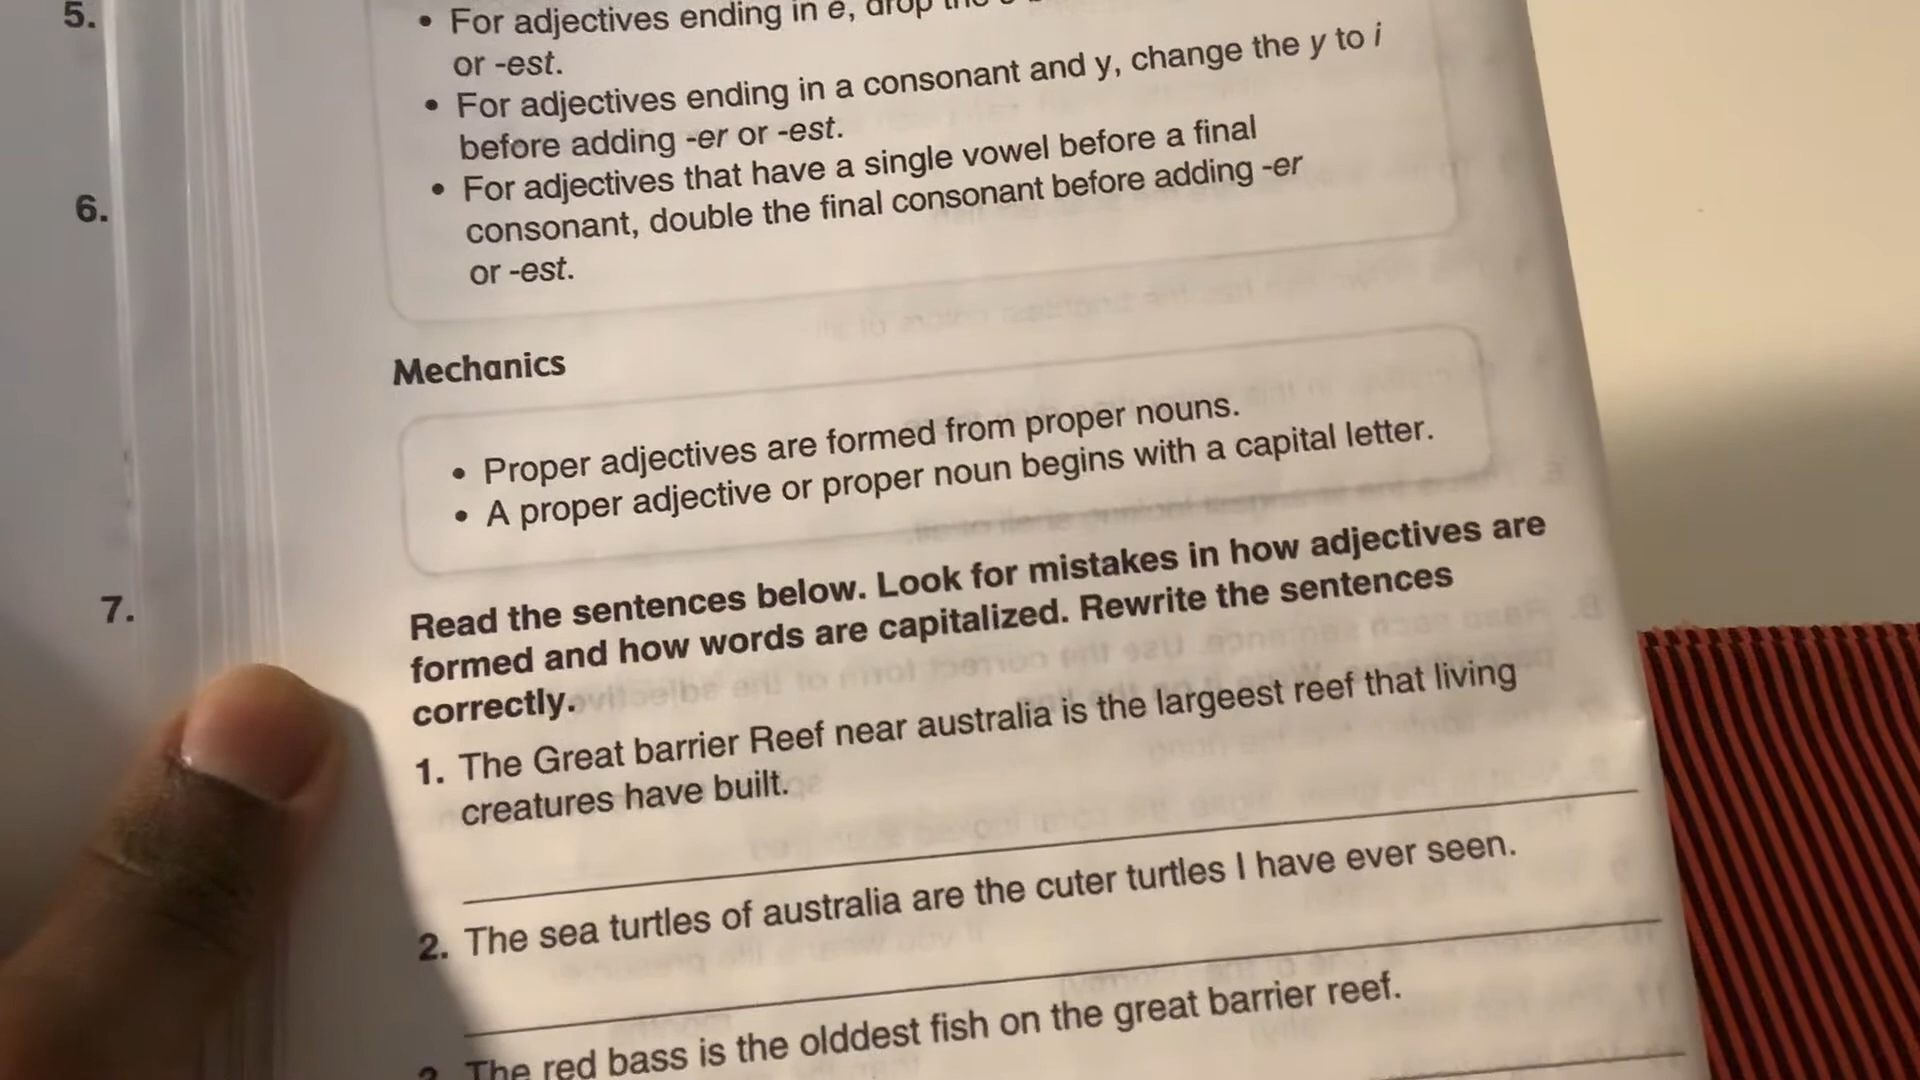 5.
• For adjectives ending in e, drop the
or -est.
• For adjectives ending in a consonant and y, change the y to i
before adding -er or -est.
• For adjectives that have a single vowel before a final
consonant, double the final consonant before adding -er
or -est.
6.
Mechanics
• Proper adjectives are formed from proper nouns.
• A proper adjective or proper noun begins with a capital letter.
7.
Read the sentences below. Look for mistakes in how adjectives are
formed and how words are capitalized. Rewrite the sentences
correctly.
1. The Great barrier Reef near australia is the largeest reef that living
creatures have built.
2. The sea turtles of australia are the cuter turtles I have ever seen.
The red bass is the olddest fish on the great barrier reef.